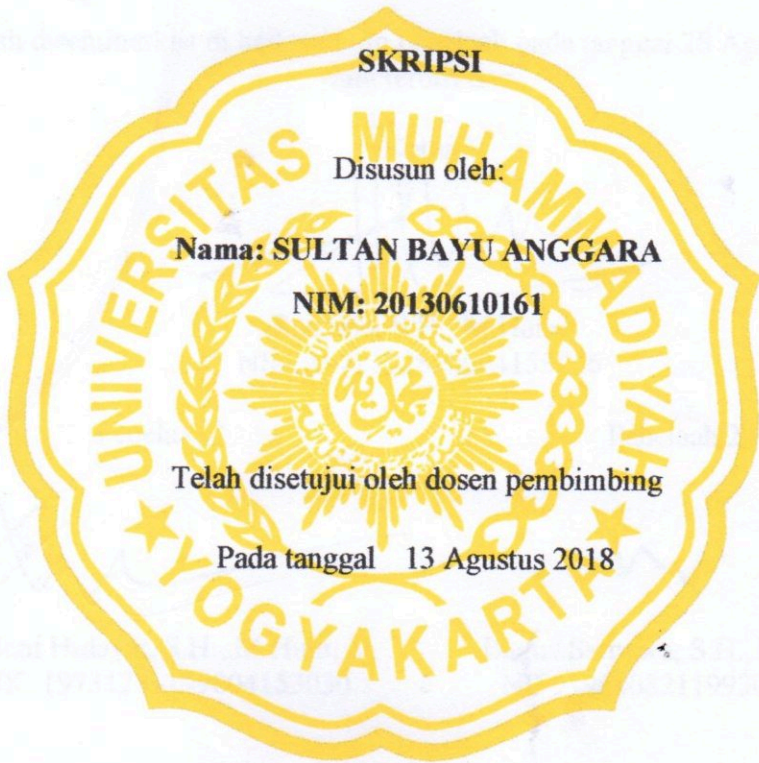 SKRIPSI
Disusun oleh:
Nama: SULTAN BAYU ANGGARA
NIM: 20130610161
Telah disetujui oleh dosen pembimbing
Pada tanggal 13 Agustus 2018
UNIVERSITAS MUHAMMADIYAH
YOGYAKARTA